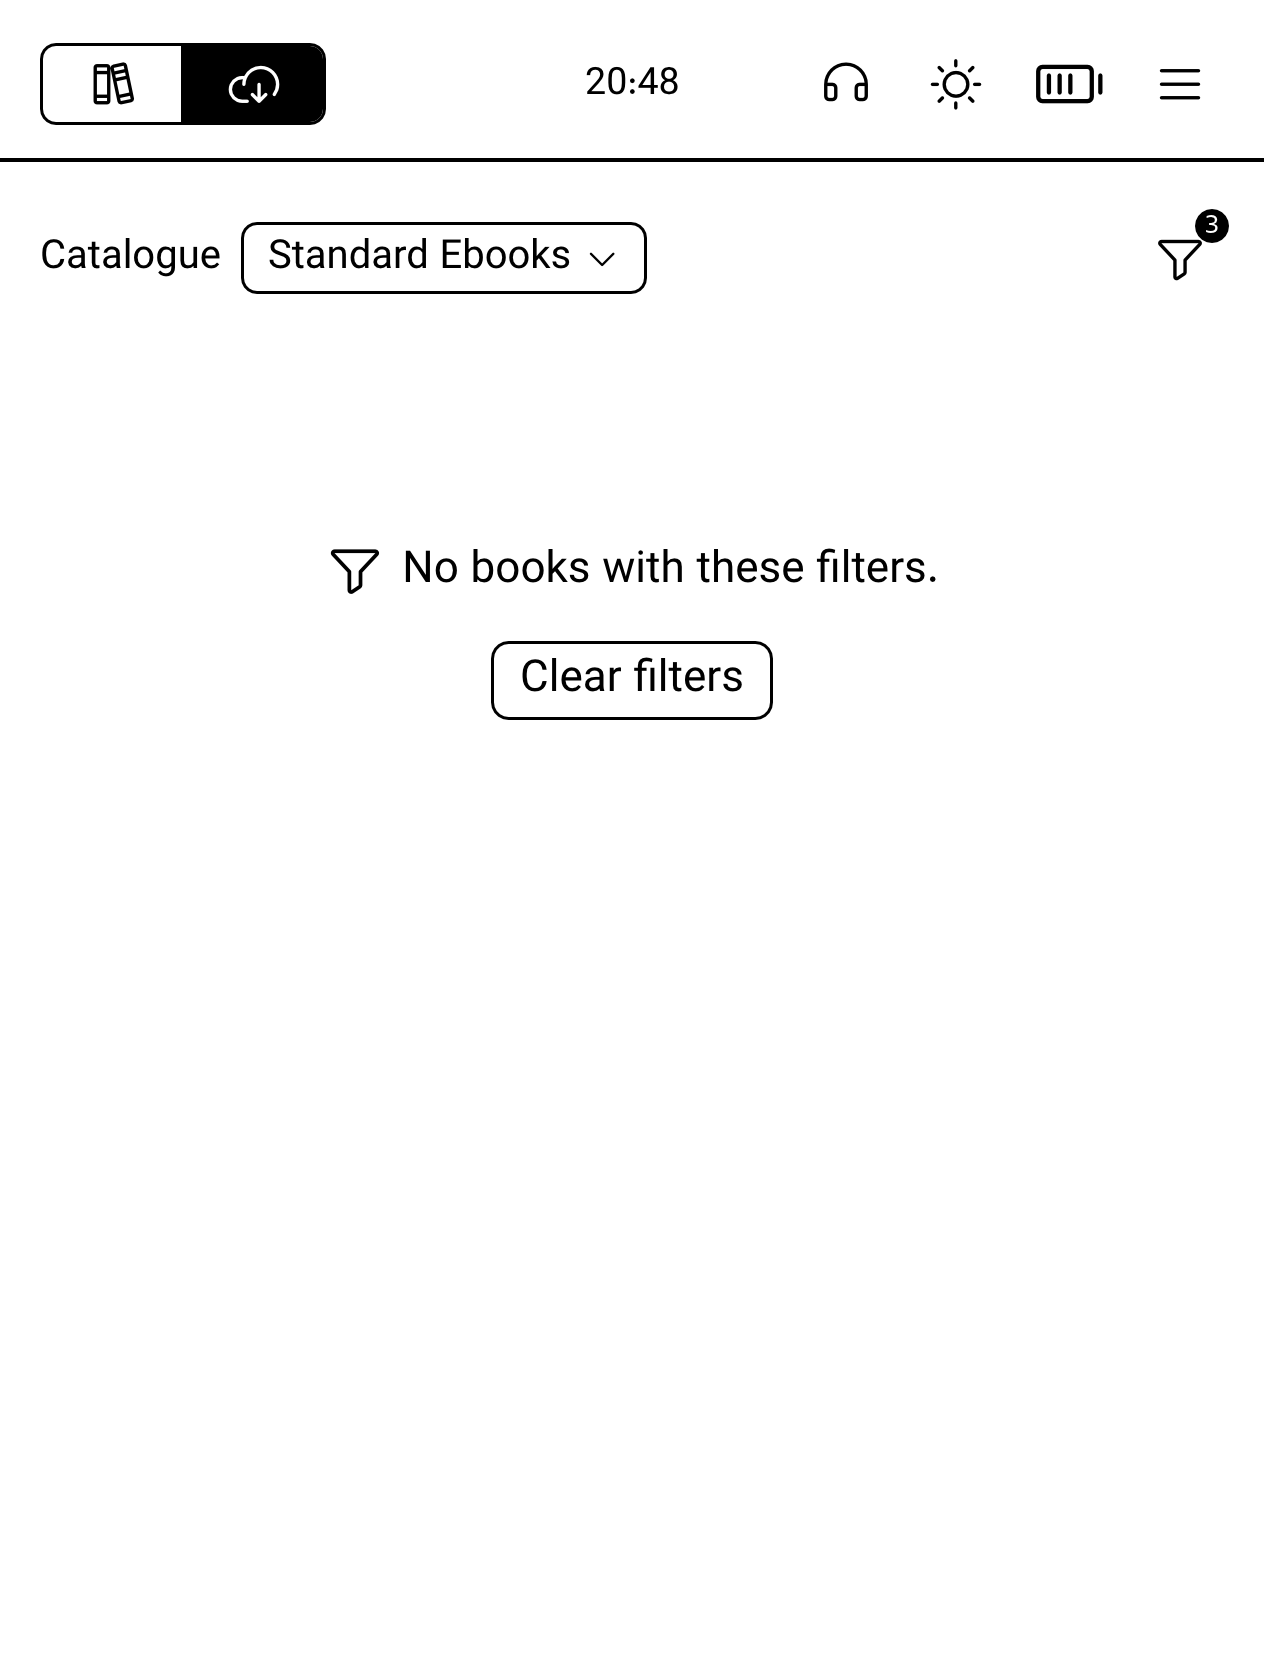 20:48
3
Catalogue Standard Ebooks
No books with these filters.
Clear filters